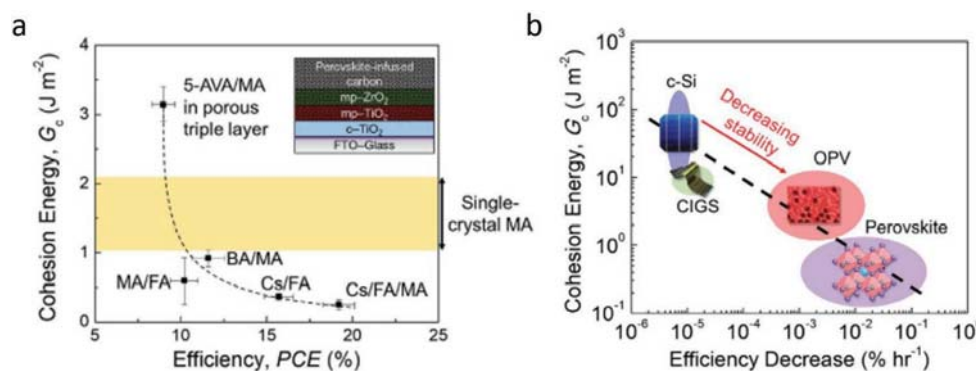 a
Cohesion Energy, Gc (J m-2)
4
3
2
1
0
5-AVA/MA
in porous
triple layer
Perovskite-infused
carbon
mp-ZrO2
mp-TiO2
c-TiO2
FTO-Glass
Single-
crystal MA
MA/FA
BA/MA
Cs/FA
Cs/FA/MA
5 10 15 20 25
Efficiency, PCE (%)
b
Cohesion Energy, Gc (J m-2)
10^3
10^2
10^1
10^0
10^-1
c-Si
Decreasing
stability
OPV
CIGS
Perovskite
10^-6 10^-5 10^-4 10^-3 10^-2 10^-1 10^0
Efficiency Decrease (% hr-1)